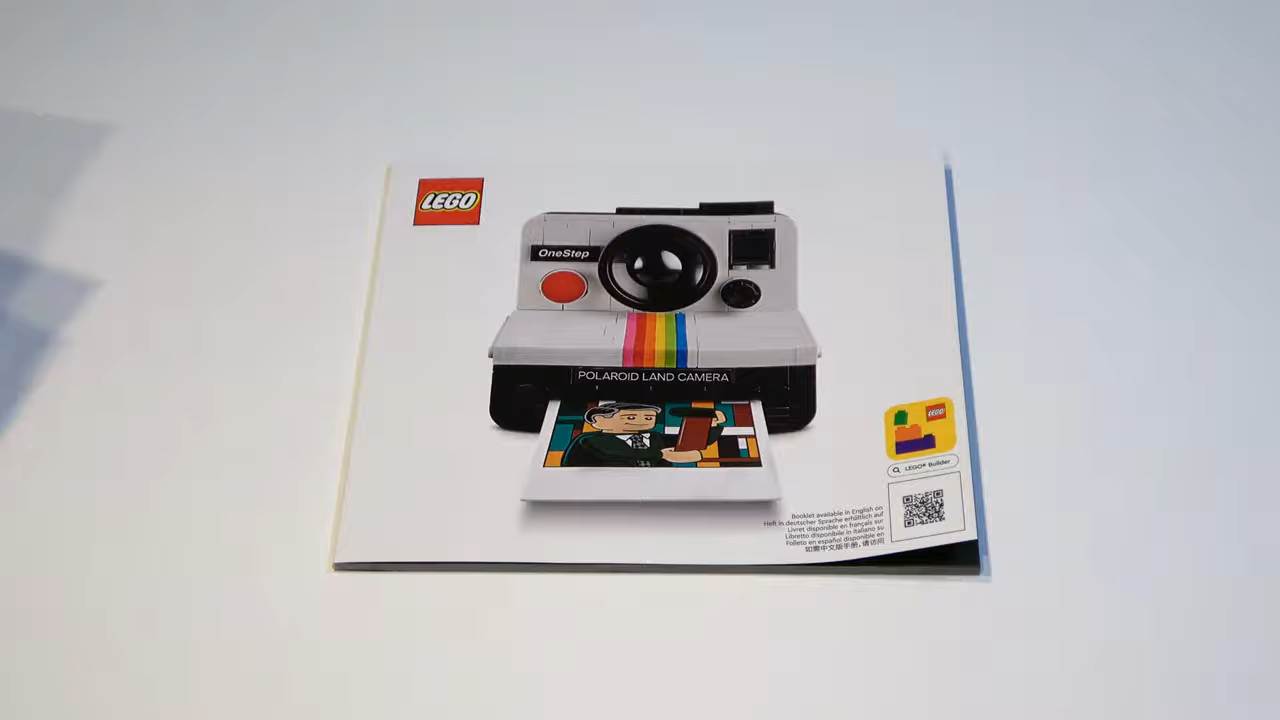 LEGO
OneStep
POLAROID LAND CAMERA
LEGO
LEGO® Builder
Booklet available in English on
Heft in deutscher Sprache erhältlich auf
Livret disponible en français sur
Libretto disponibile in italiano su
Folleto en español disponible en
如需中文版手册，请访问